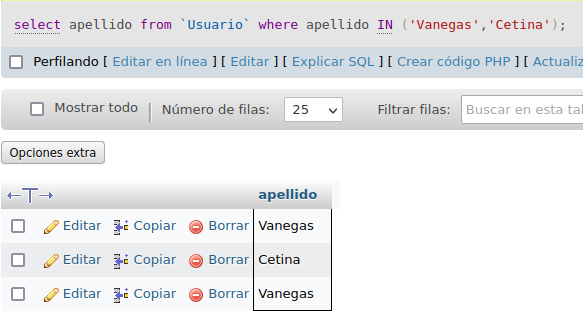 select apellido from `Usuario` where apellido IN ('Vanegas','Cetina');
Perfilando [ Editar en línea ] [ Editar ] [ Explicar SQL ] [ Crear código PHP ] [ Actualiz
Mostrar todo | Número de filas: 25 Filtrar filas: Buscar en esta tal
Opciones extra
←T→ apellido
Editar Copiar Borrar Vanegas
Editar Copiar Borrar Cetina
Editar Copiar Borrar Vanegas